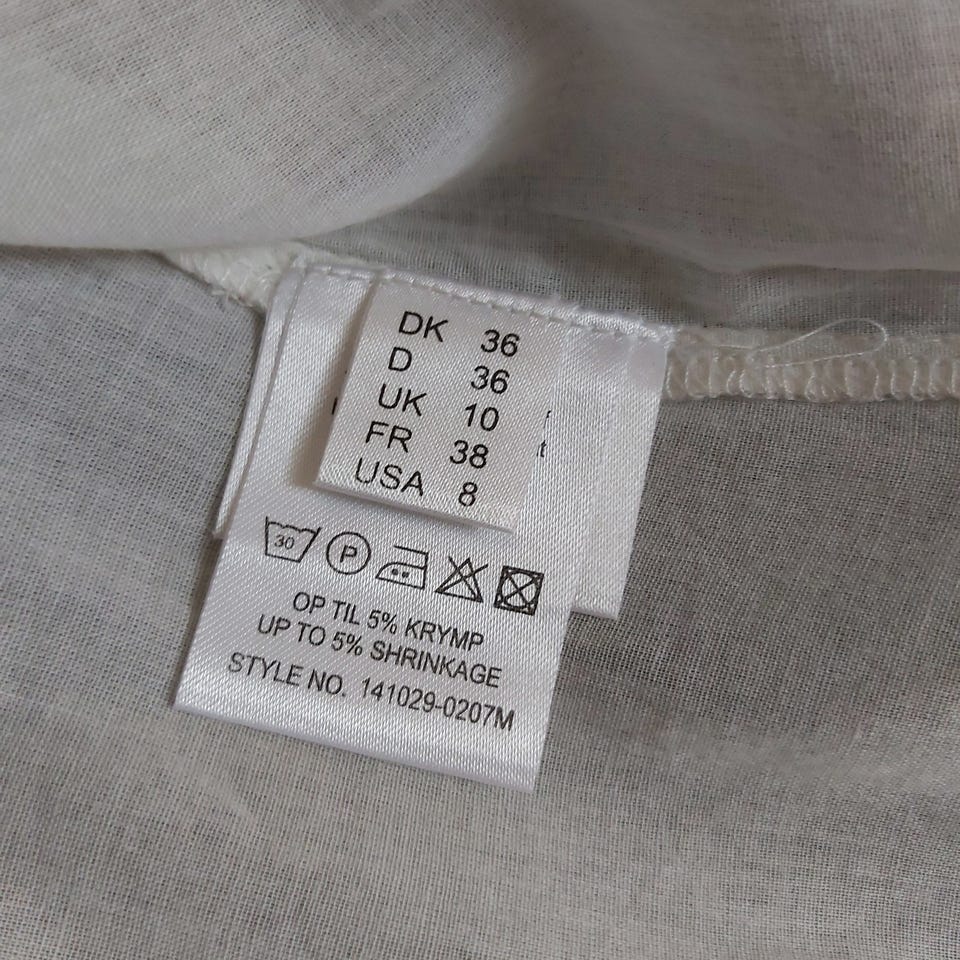 DK 36
D 36
UK 10
FR 38
USA 8
30 P
OP TIL 5% KRYMP
UP TO 5% SHRINKAGE
STYLE NO. 141029-0207M